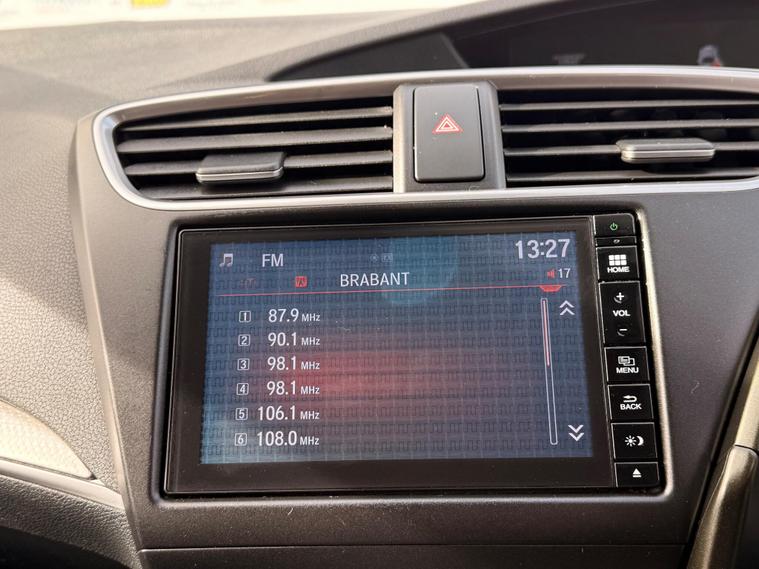 FM 13:27
BRABANT 17
1 87.9 MHz
2 90.1 MHz
3 98.1 MHz
4 98.1 MHz
5 106.1 MHz
6 108.0 MHz
HOME
+
VOL
−
MENU
BACK